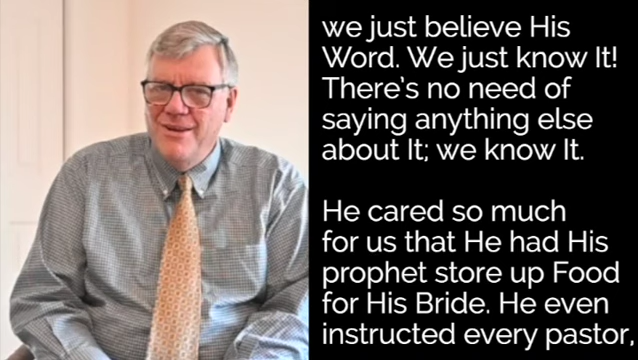 we just believe His
Word. We just know It!
There's no need of
saying anything else
about It; we know It.
He cared so much
for us that He had His
prophet store up Food
for His Bride. He even
instructed every pastor,